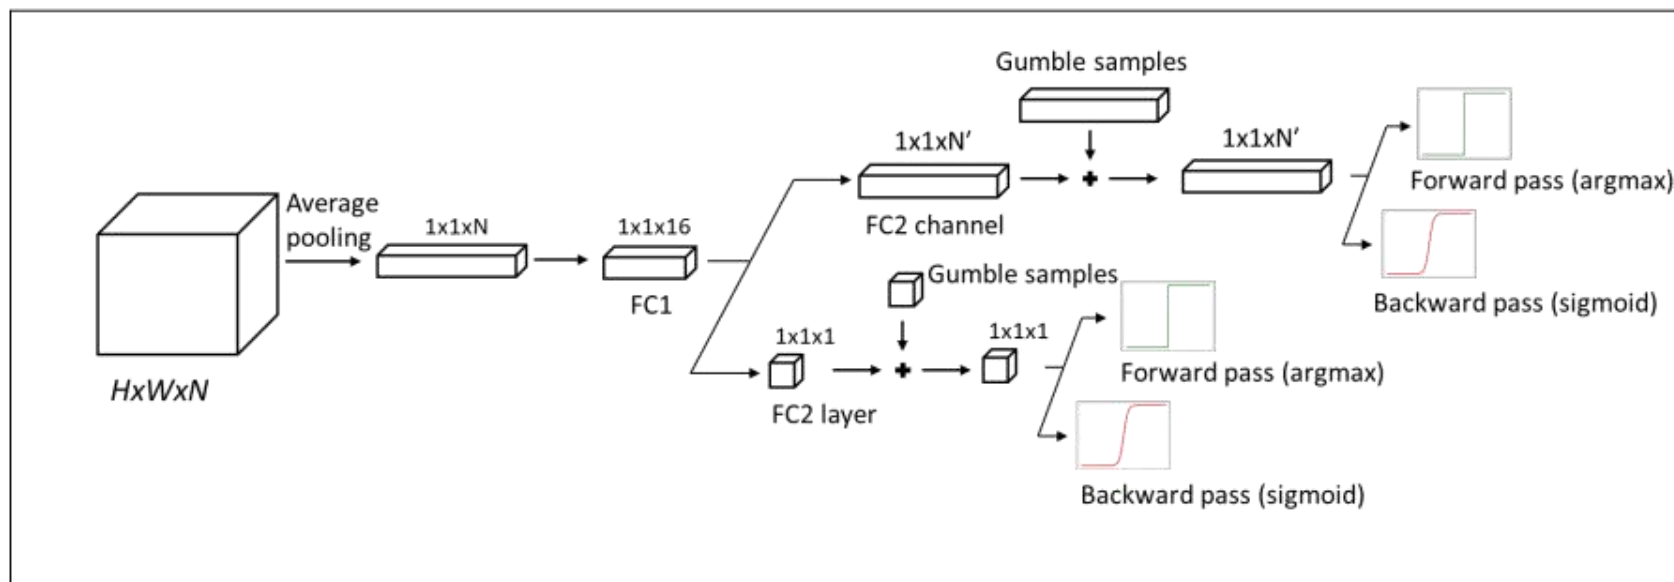 HxWxN
Average
pooling
1x1xN
1x1x16
FC1
1x1xN′
FC2 channel
Gumble samples
1x1xN′
Forward pass (argmax)
Backward pass (sigmoid)
1x1x1
FC2 layer
Gumble samples
1x1x1
Forward pass (argmax)
Backward pass (sigmoid)